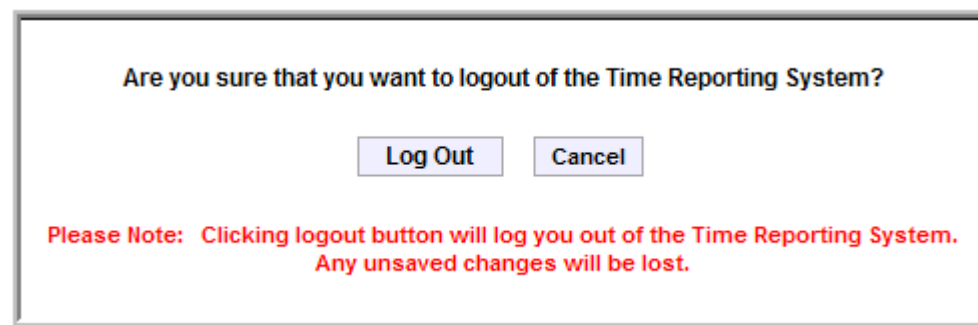 Are you sure that you want to logout of the Time Reporting System?
Log Out Cancel
Please Note: Clicking logout button will log you out of the Time Reporting System.
Any unsaved changes will be lost.